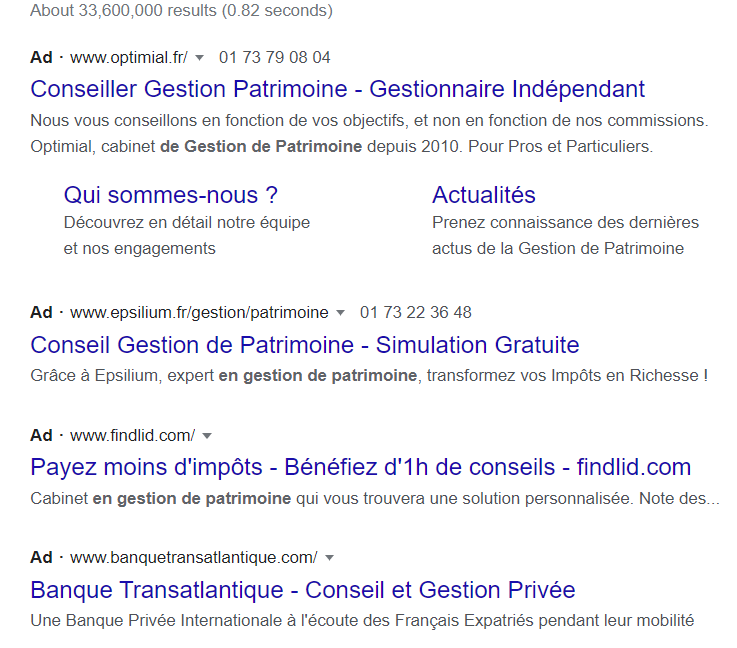 About 33,600,000 results (0.82 seconds)
Ad · www.optimial.fr/ 01 73 79 08 04
Conseiller Gestion Patrimoine - Gestionnaire Indépendant
Nous vous conseillons en fonction de vos objectifs, et non en fonction de nos commissions.
Optimial, cabinet de Gestion de Patrimoine depuis 2010. Pour Pros et Particuliers.
Qui sommes-nous ?
Découvrez en détail notre équipe
et nos engagements
Actualités
Prenez connaissance des dernières
actus de la Gestion de Patrimoine
Ad · www.epsilium.fr/gestion/patrimoine 01 73 22 36 48
Conseil Gestion de Patrimoine - Simulation Gratuite
Grâce à Epsilium, expert en gestion de patrimoine, transformez vos Impôts en Richesse !
Ad · www.findlid.com/
Payez moins d'impôts - Bénéfiez d'1h de conseils - findlid.com
Cabinet en gestion de patrimoine qui vous trouvera une solution personnalisée. Note des...
Ad · www.banquetransatlantique.com/
Banque Transatlantique - Conseil et Gestion Privée
Une Banque Privée Internationale à l'écoute des Français Expatriés pendant leur mobilité